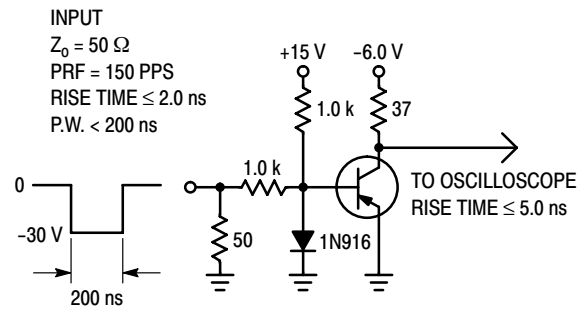 INPUT
Zo = 50 Ω
PRF = 150 PPS
RISE TIME ≤ 2.0 ns
P.W. < 200 ns
+15 V
-6.0 V
1.0 k
37
1.0 k
TO OSCILLOSCOPE
RISE TIME ≤ 5.0 ns
0
-30 V
50
1N916
200 ns